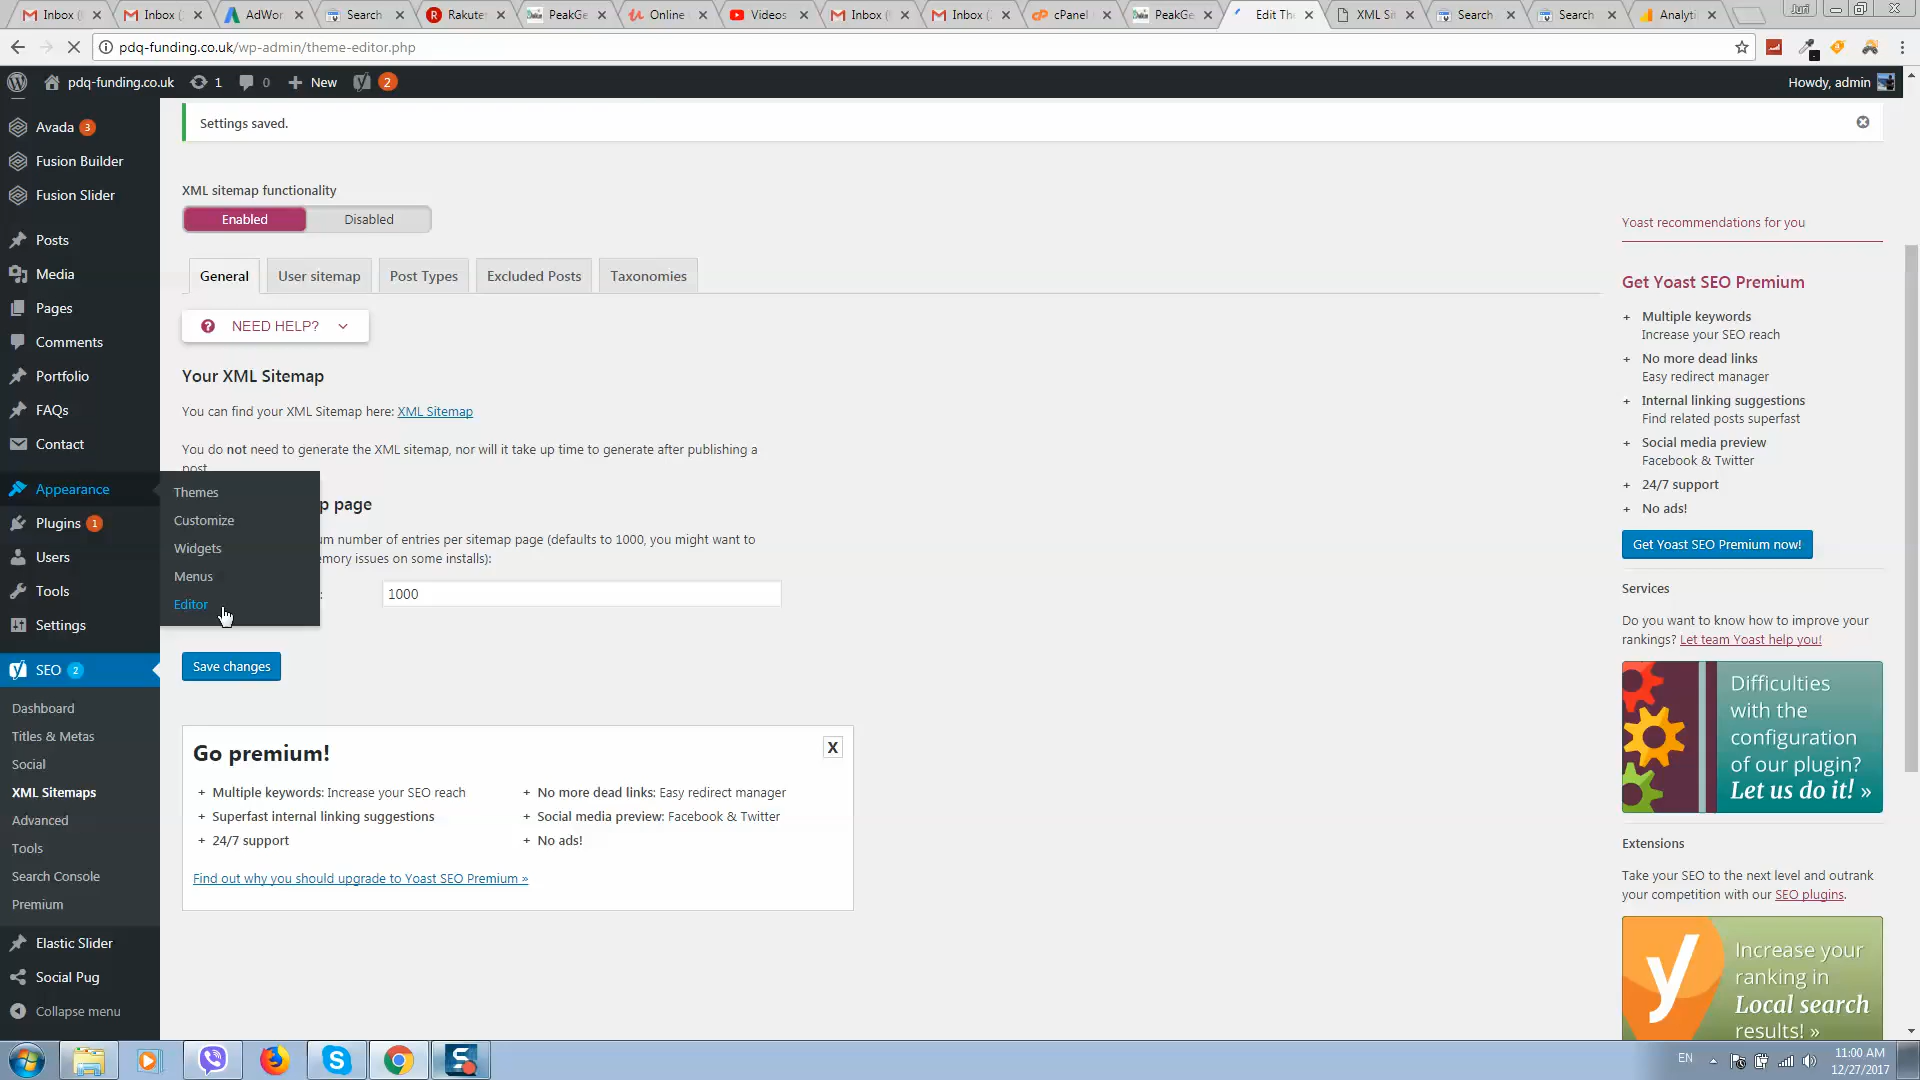 Inbox (
Inbox (
AdWor
Search
Rakute
PeakGe
Online
Videos
Inbox (
Inbox (
cPanel
PeakGe
Edit Th
XML Si
Search
Search
Analyti
Juri
pdq-funding.co.uk/wp-admin/theme-editor.php
pdq-funding.co.uk
1
0
New
2
Howdy, admin
Avada 3
Fusion Builder
Fusion Slider
Posts
Media
Pages
Comments
Portfolio
FAQs
Contact
Appearance
Plugins 1
Users
Tools
Settings
SEO 2
Dashboard
Titles & Metas
Social
XML Sitemaps
Advanced
Tools
Search Console
Premium
Elastic Slider
Social Pug
Collapse menu
Themes
Customize
Widgets
Menus
Editor
Settings saved.
XML sitemap functionality
Enabled
Disabled
General
User sitemap
Post Types
Excluded Posts
Taxonomies
NEED HELP?
Your XML Sitemap
You can find your XML Sitemap here: XML Sitemap
You do not need to generate the XML sitemap, nor will it take up time to generate after publishing a
post.
p page
um number of entries per sitemap page (defaults to 1000, you might want to
emory issues on some installs):
:
1000
Save changes
Go premium!
X
+ Multiple keywords: Increase your SEO reach
+ Superfast internal linking suggestions
+ 24/7 support
+ No more dead links: Easy redirect manager
+ Social media preview: Facebook & Twitter
+ No ads!
Find out why you should upgrade to Yoast SEO Premium »
Yoast recommendations for you
Get Yoast SEO Premium
+ Multiple keywords
Increase your SEO reach
+ No more dead links
Easy redirect manager
+ Internal linking suggestions
Find related posts superfast
+ Social media preview
Facebook & Twitter
+ 24/7 support
+ No ads!
Get Yoast SEO Premium now!
Services
Do you want to know how to improve your
rankings? Let team Yoast help you!
Difficulties
with the
configuration
of our plugin?
Let us do it! »
Extensions
Take your SEO to the next level and outrank
your competition with our SEO plugins.
Increase your
ranking in
Local search
results! »
EN
11:00 AM
12/27/2017